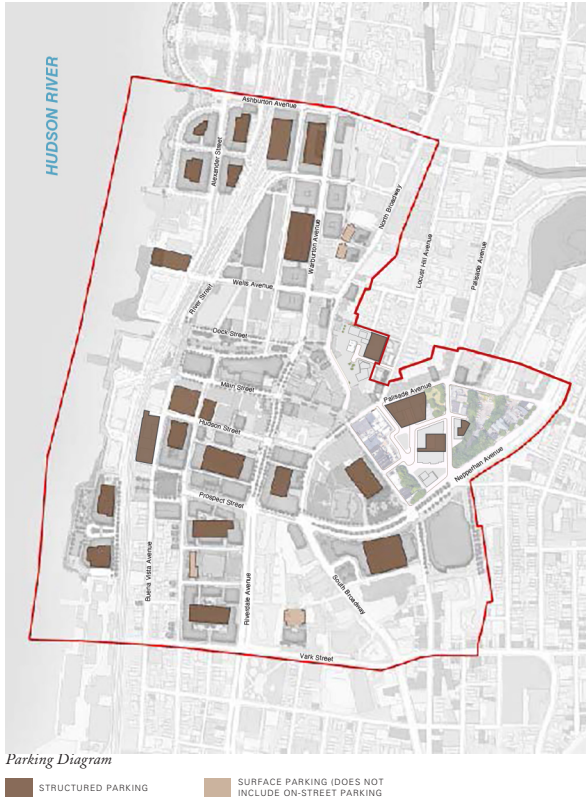 HUDSON RIVER
Ashburton Avenue
Alexander Street
North Broadway
Warburton Avenue
Locust Hill Avenue
Palisade Avenue
Wells Avenue
River Street
Dock Street
Main Street
Palisade Avenue
Hudson Street
Nepperhan Avenue
Prospect Street
Buena Vista Avenue
Riverdale Avenue
South Broadway
Vark Street
Parking Diagram
STRUCTURED PARKING
SURFACE PARKING (DOES NOT
INCLUDE ON-STREET PARKING